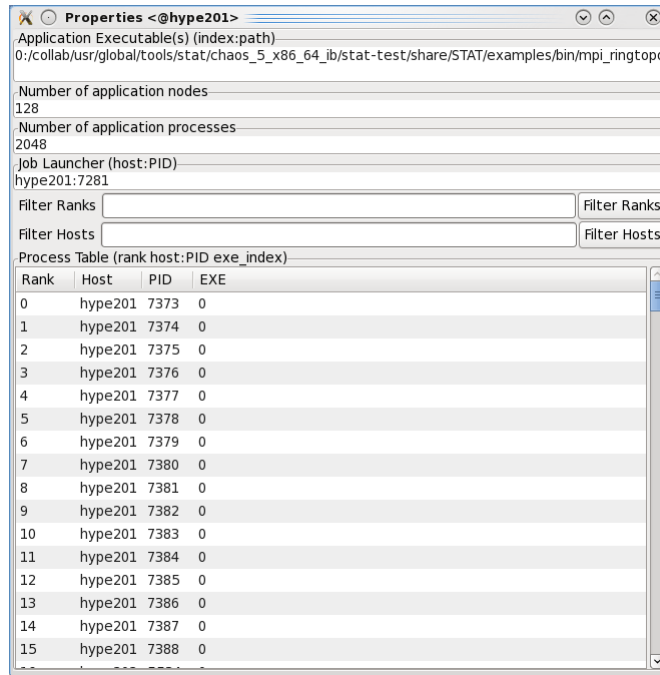 Properties <@hype201>
Application Executable(s) (index:path)
0:/collab/usr/global/tools/stat/chaos_5_x86_64_ib/stat-test/share/STAT/examples/bin/mpi_ringtopo
Number of application nodes
128
Number of application processes
2048
Job Launcher (host:PID)
hype201:7281
Filter Ranks Filter Ranks
Filter Hosts Filter Hosts
Process Table (rank host:PID exe_index)
Rank Host PID EXE
0 hype201 7373 0
1 hype201 7374 0
2 hype201 7375 0
3 hype201 7376 0
4 hype201 7377 0
5 hype201 7378 0
6 hype201 7379 0
7 hype201 7380 0
8 hype201 7381 0
9 hype201 7382 0
10 hype201 7383 0
11 hype201 7384 0
12 hype201 7385 0
13 hype201 7386 0
14 hype201 7387 0
15 hype201 7388 0